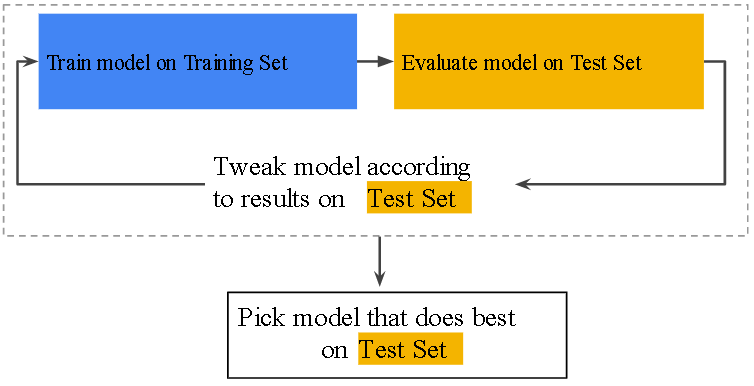 Train model on Training Set
Evaluate model on Test Set
Tweak model according
to results on Test Set
Pick model that does best
on Test Set